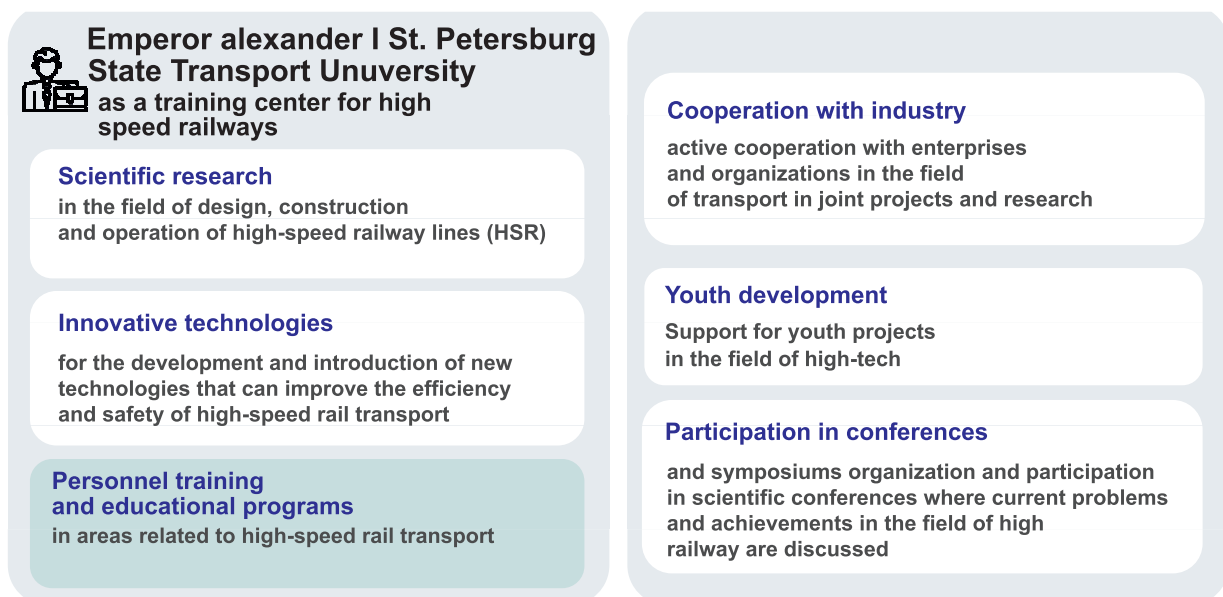 Emperor alexander I St. Petersburg
State Transport Unuversity
as a training center for high
speed railways
Scientific research
in the field of design, construction
and operation of high-speed railway lines (HSR)
Innovative technologies
for the development and introduction of new
technologies that can improve the efficiency
and safety of high-speed rail transport
Personnel training
and educational programs
in areas related to high-speed rail transport
Cooperation with industry
active cooperation with enterprises
and organizations in the field
of transport in joint projects and research
Youth development
Support for youth projects
in the field of high-tech
Participation in conferences
and symposiums organization and participation
in scientific conferences where current problems
and achievements in the field of high
railway are discussed